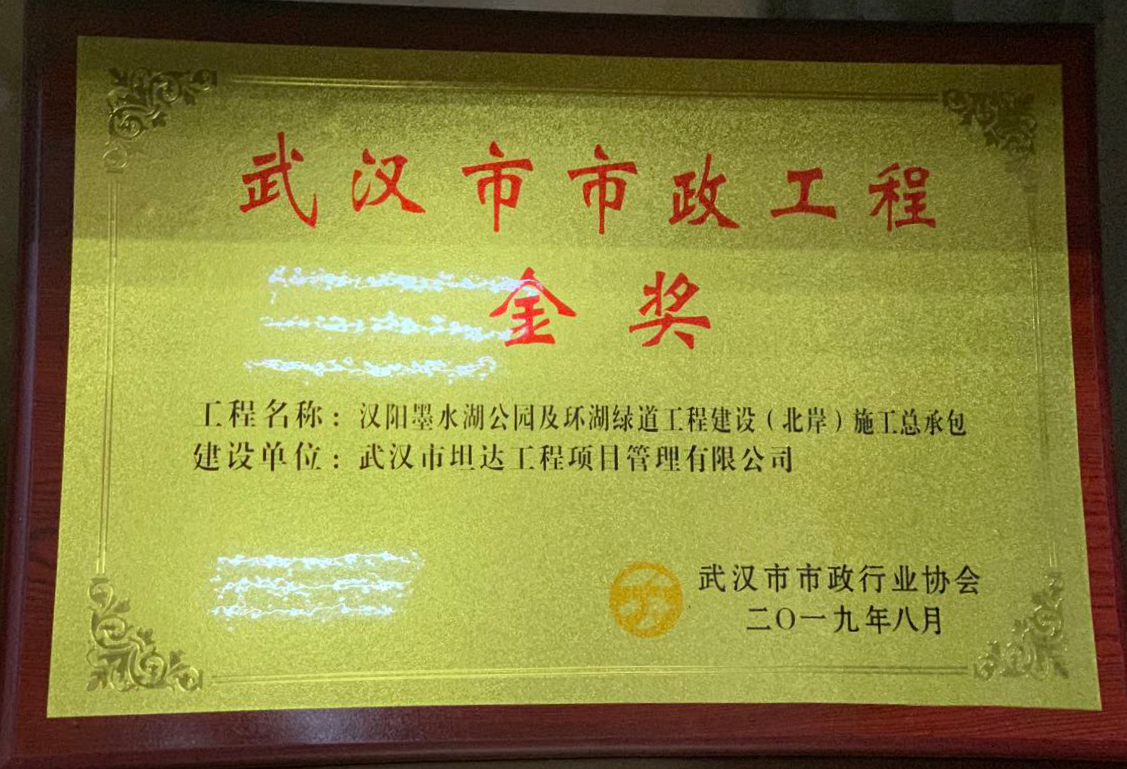 武汉市市政工程
金奖
工程名称：汉阳墨水湖公园及环湖绿道工程建设（北岸）施工总承包
建设单位：武汉市坦达工程项目管理有限公司
武汉市市政行业协会
二〇一九年八月